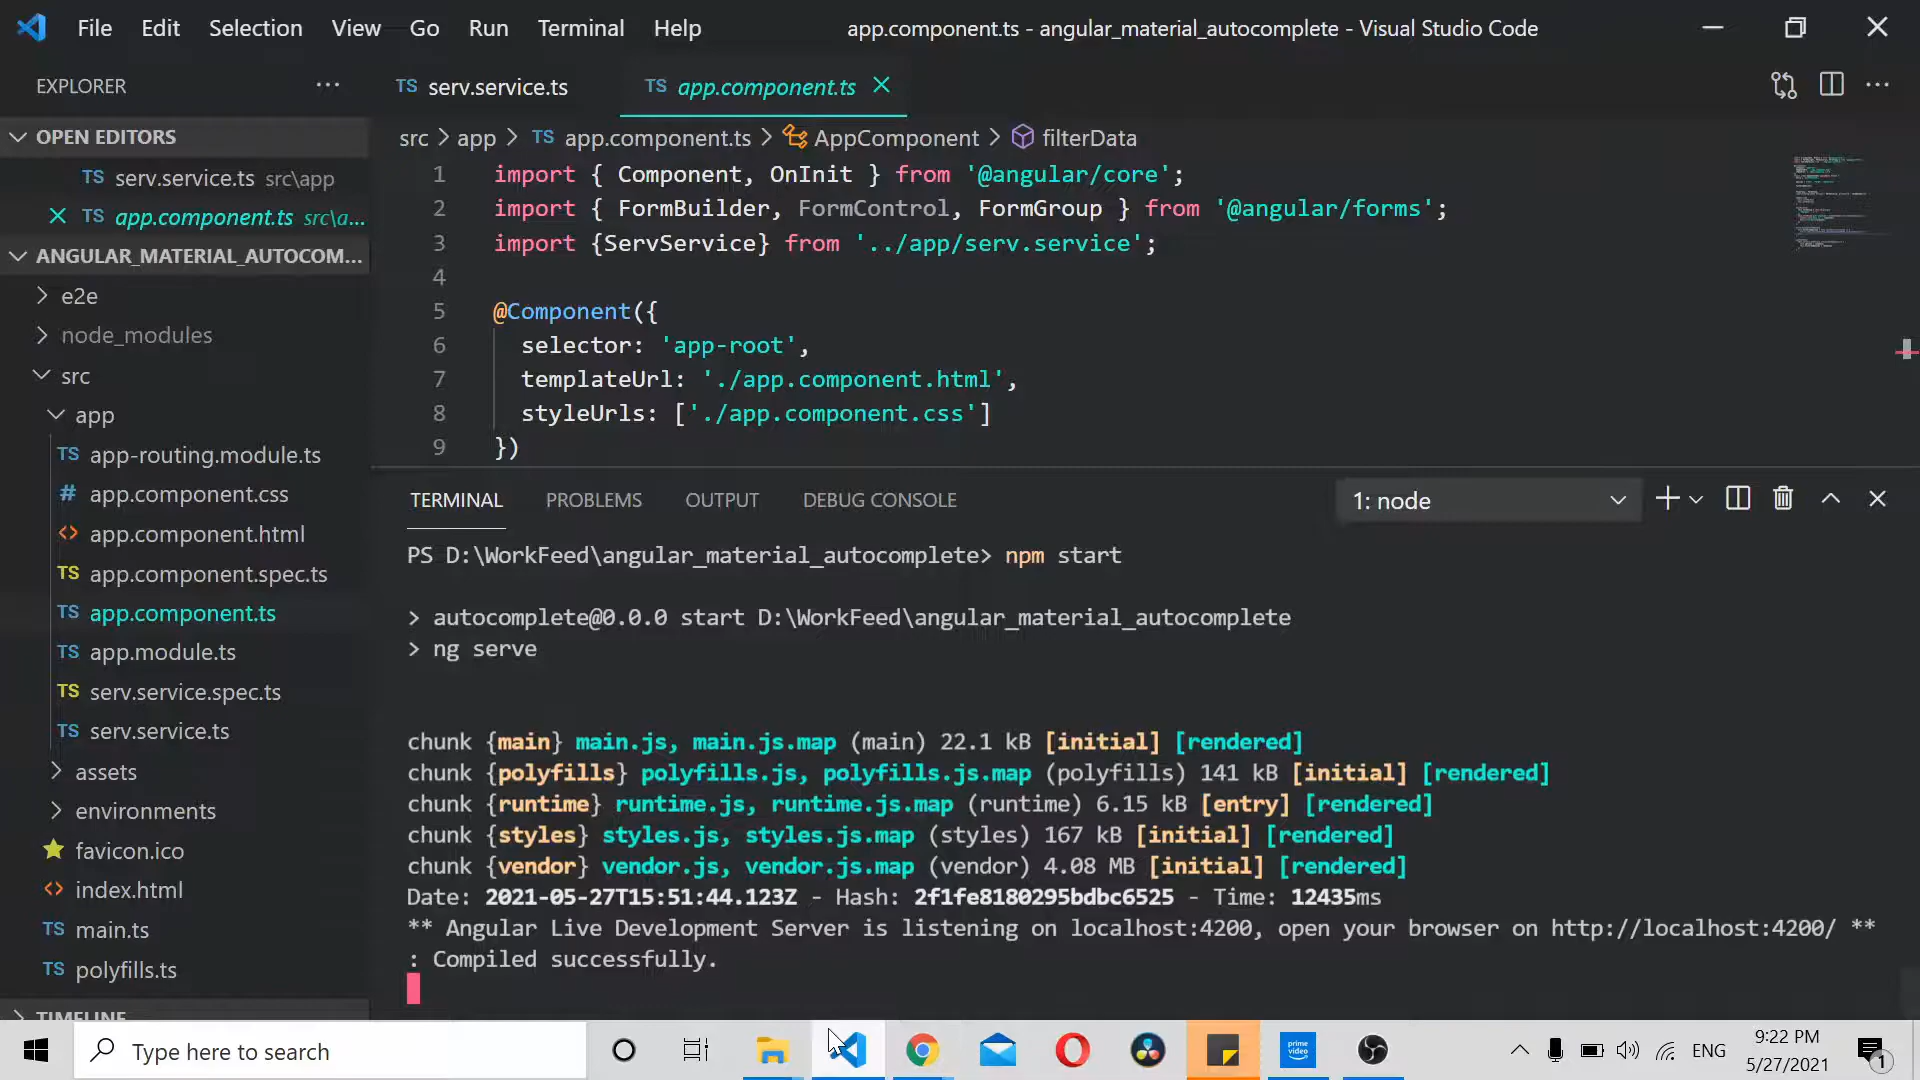 File Edit Selection View Go Run Terminal Help app.component.ts - angular_material_autocomplete - Visual Studio Code
EXPLORER
OPEN EDITORS
TS serv.service.ts src\app
TS app.component.ts src\a...
ANGULAR_MATERIAL_AUTOCOM...
e2e
node_modules
src
app
TS app-routing.module.ts
# app.component.css
<> app.component.html
TS app.component.spec.ts
TS app.component.ts
TS app.module.ts
TS serv.service.spec.ts
TS serv.service.ts
assets
environments
favicon.ico
<> index.html
TS main.ts
TS polyfills.ts
TIMELINE
TS serv.service.ts TS app.component.ts
src > app > TS app.component.ts > AppComponent > filterData
1 import { Component, OnInit } from '@angular/core';
2 import { FormBuilder, FormControl, FormGroup } from '@angular/forms';
3 import {ServService} from '../app/serv.service';
4
5 @Component({
6 selector: 'app-root',
7 templateUrl: './app.component.html',
8 styleUrls: ['./app.component.css']
9 })
TERMINAL PROBLEMS OUTPUT DEBUG CONSOLE 1: node
PS D:\WorkFeed\angular_material_autocomplete> npm start
> autocomplete@0.0.0 start D:\WorkFeed\angular_material_autocomplete
> ng serve
chunk {main} main.js, main.js.map (main) 22.1 kB [initial] [rendered]
chunk {polyfills} polyfills.js, polyfills.js.map (polyfills) 141 kB [initial] [rendered]
chunk {runtime} runtime.js, runtime.js.map (runtime) 6.15 kB [entry] [rendered]
chunk {styles} styles.js, styles.js.map (styles) 167 kB [initial] [rendered]
chunk {vendor} vendor.js, vendor.js.map (vendor) 4.08 MB [initial] [rendered]
Date: 2021-05-27T15:51:44.123Z - Hash: 2f1fe8180295bdbc6525 - Time: 12435ms
** Angular Live Development Server is listening on localhost:4200, open your browser on http://localhost:4200/ **
: Compiled successfully.
Type here to search
prime video
ENG
9:22 PM
5/27/2021
1